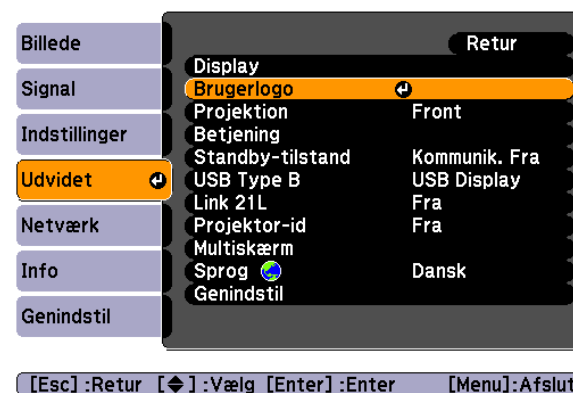 Billede
Signal
Indstillinger
Udvidet
Netværk
Info
Genindstil
Retur
Display
Brugerlogo
Projektion Front
Betjening
Standby-tilstand Kommunik. Fra
USB Type B USB Display
Link 21L Fra
Projektor-id Fra
Multiskærm
Sprog Dansk
Genindstil
[Esc] :Retur [◆] :Vælg [Enter] :Enter [Menu]:Afslut